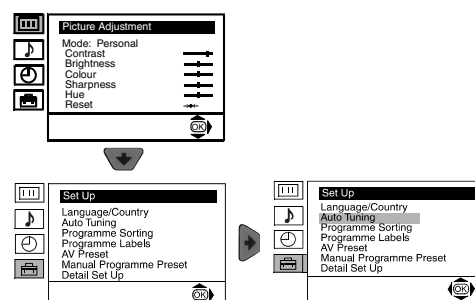 Picture Adjustment
Mode: Personal
Contrast
Brightness
Colour
Sharpness
Hue
Reset
OK
Set Up
Language/Country
Auto Tuning
Programme Sorting
Programme Labels
AV Preset
Manual Programme Preset
Detail Set Up
OK
Set Up
Language/Country
Auto Tuning
Programme Sorting
Programme Labels
AV Preset
Manual Programme Preset
Detail Set Up
OK